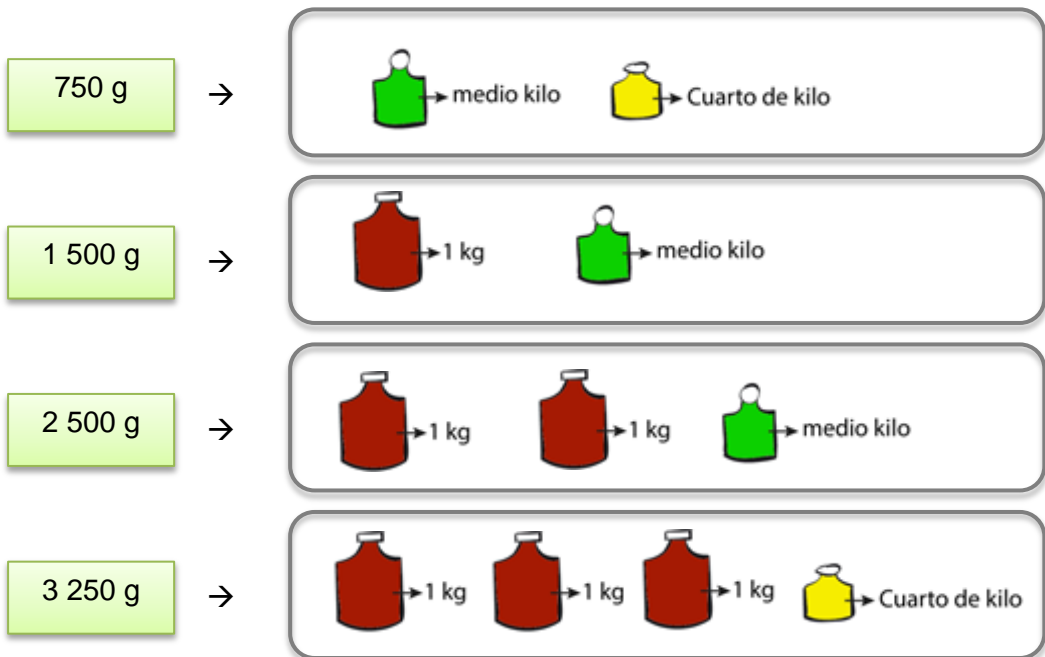 750 g → → medio kilo → Cuarto de kilo
1 500 g → → 1 kg → medio kilo
2 500 g → → 1 kg → 1 kg → medio kilo
3 250 g → → 1 kg → 1 kg → 1 kg → Cuarto de kilo